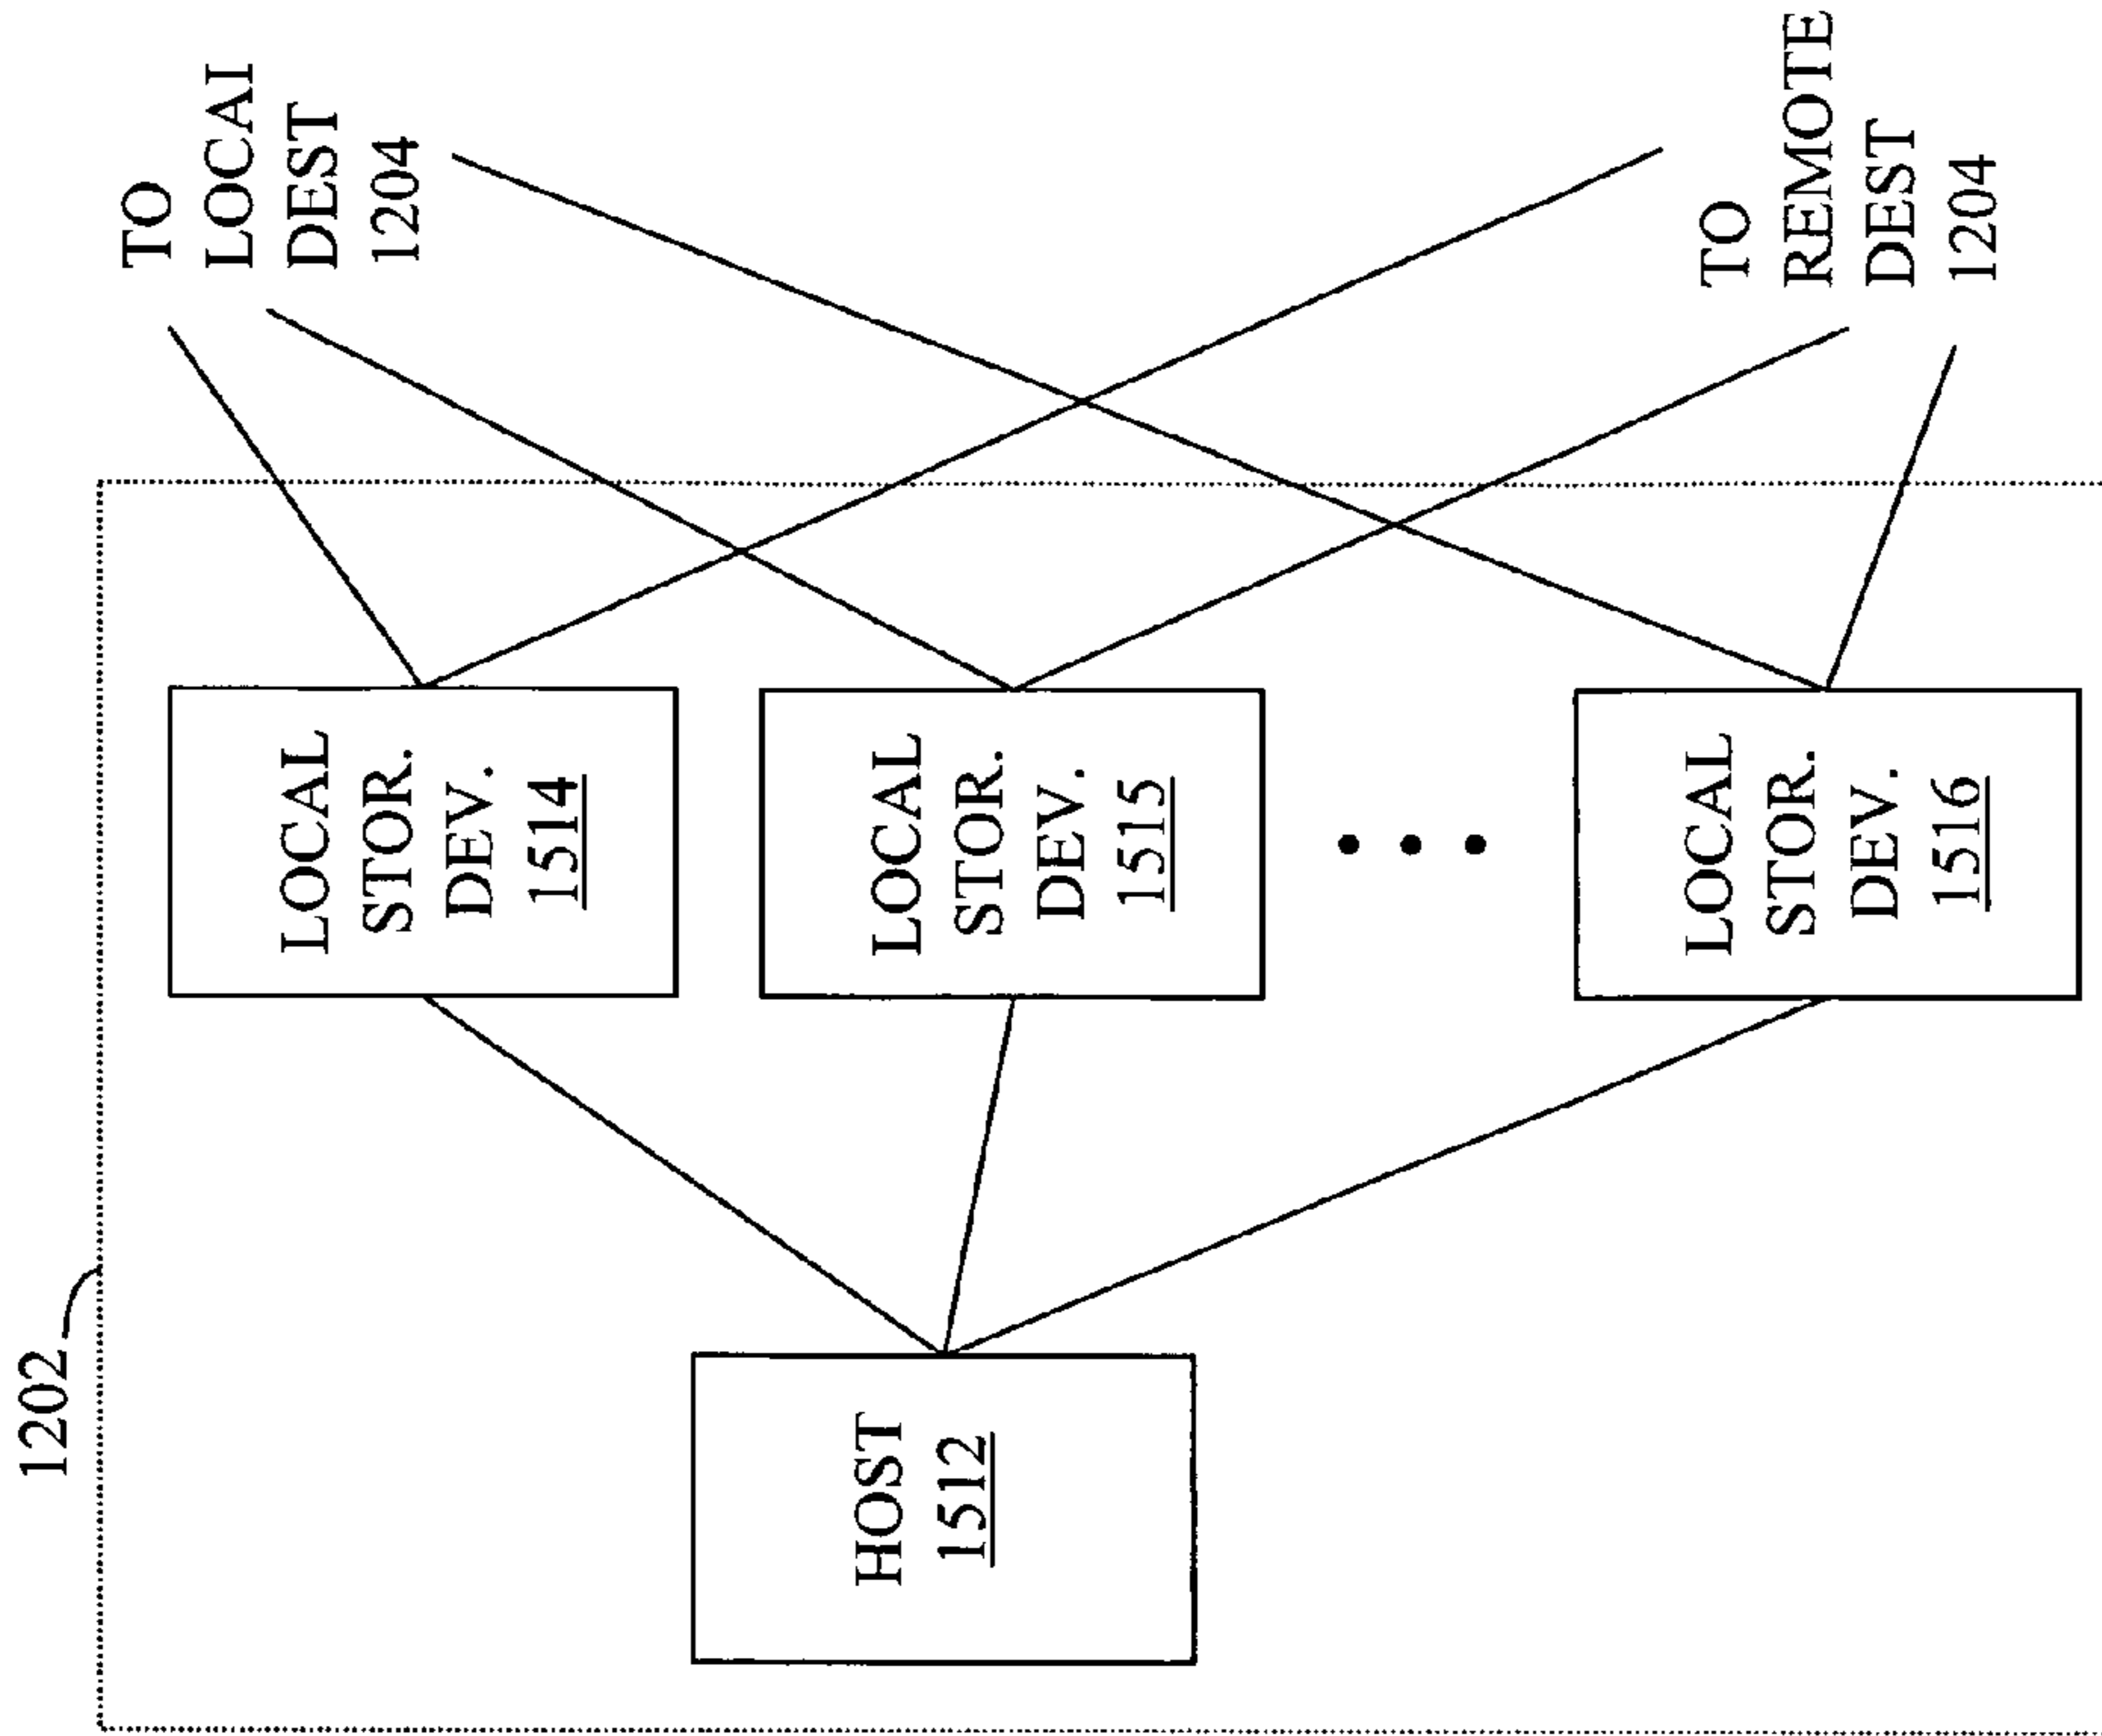 1202
HOST
1512
LOCAL
STOR.
DEV.
1514
LOCAL
STOR.
DEV.
1515
LOCAL
STOR.
DEV.
1516
TO
LOCAI
DEST
1204
TO
REMOTE
DEST
1204